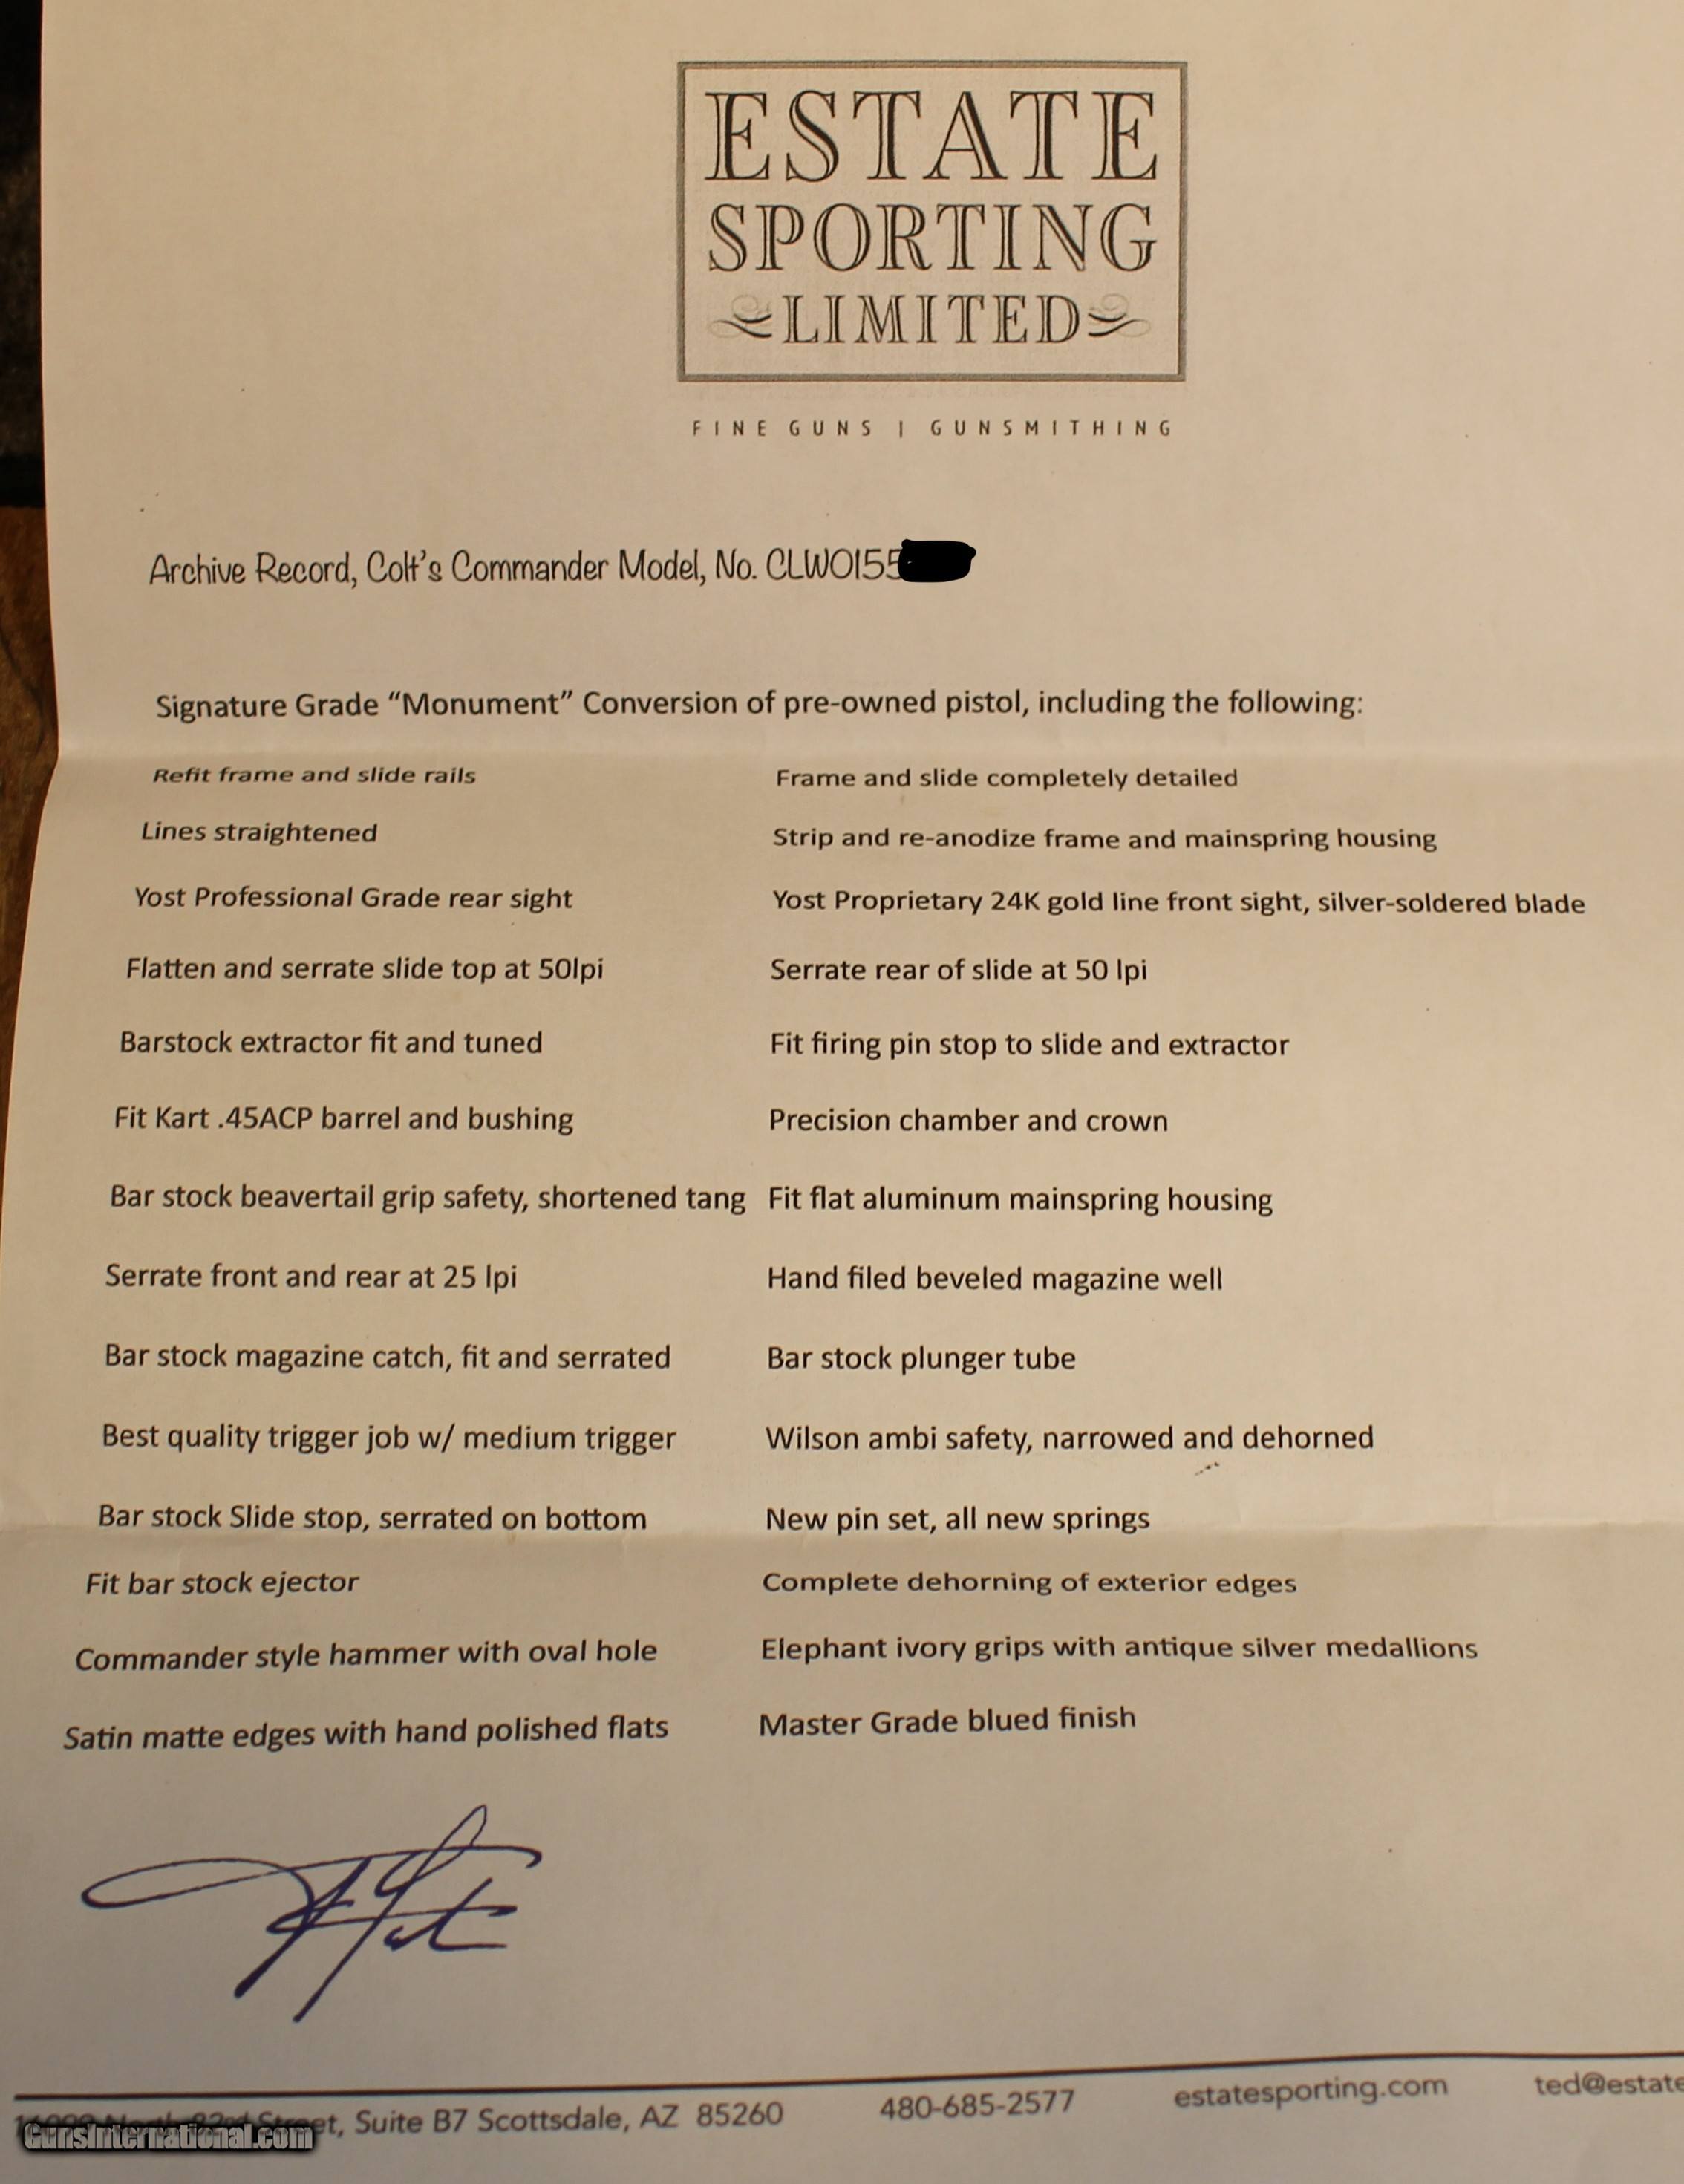 ESTATE
SPORTING
LIMITED
FINE GUNS | GUNSMITHING
Archive Record, Colt's Commander Model, No. CLW0155
Signature Grade “Monument” Conversion of pre-owned pistol, including the following:
Refit frame and slide rails Frame and slide completely detailed
Lines straightened Strip and re-anodize frame and mainspring housing
Yost Professional Grade rear sight Yost Proprietary 24K gold line front sight, silver-soldered blade
Flatten and serrate slide top at 50lpi Serrate rear of slide at 50 lpi
Barstock extractor fit and tuned Fit firing pin stop to slide and extractor
Fit Kart .45ACP barrel and bushing Precision chamber and crown
Bar stock beavertail grip safety, shortened tang Fit flat aluminum mainspring housing
Serrate front and rear at 25 lpi Hand filed beveled magazine well
Bar stock magazine catch, fit and serrated Bar stock plunger tube
Best quality trigger job w/ medium trigger Wilson ambi safety, narrowed and dehorned
Bar stock Slide stop, serrated on bottom New pin set, all new springs
Fit bar stock ejector Complete dehorning of exterior edges
Commander style hammer with oval hole Elephant ivory grips with antique silver medallions
Satin matte edges with hand polished flats Master Grade blued finish
North 82nd Street, Suite B7 Scottsdale, AZ 85260 480-685-2577 estatesporting.com ted@estate
GunsInternational.com